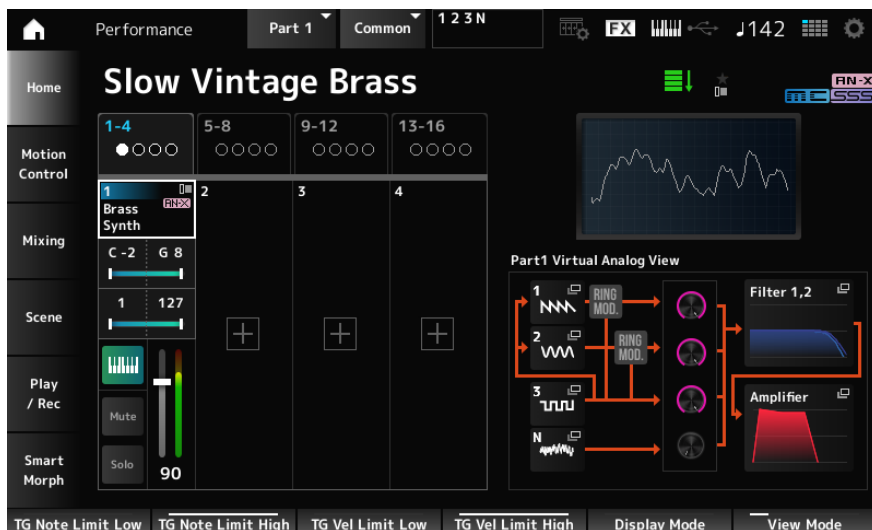 Performance
Part 1
Common
1 2 3 N
FX
♩142
Home
Slow Vintage Brass
AN-X
MC SSS
1-4
5-8
9-12
13-16
Motion
Control
1
Brass
Synth
AN-X
2
3
4
C -2
G 8
Mixing
1
127
Scene
Play
/ Rec
Mute
Solo
90
Smart
Morph
Part1 Virtual Analog View
1
RING
MOD.
2
RING
MOD.
3
N
Filter 1,2
Amplifier
TG Note Limit Low
TG Note Limit High
TG Vel Limit Low
TG Vel Limit High
Display Mode
View Mode